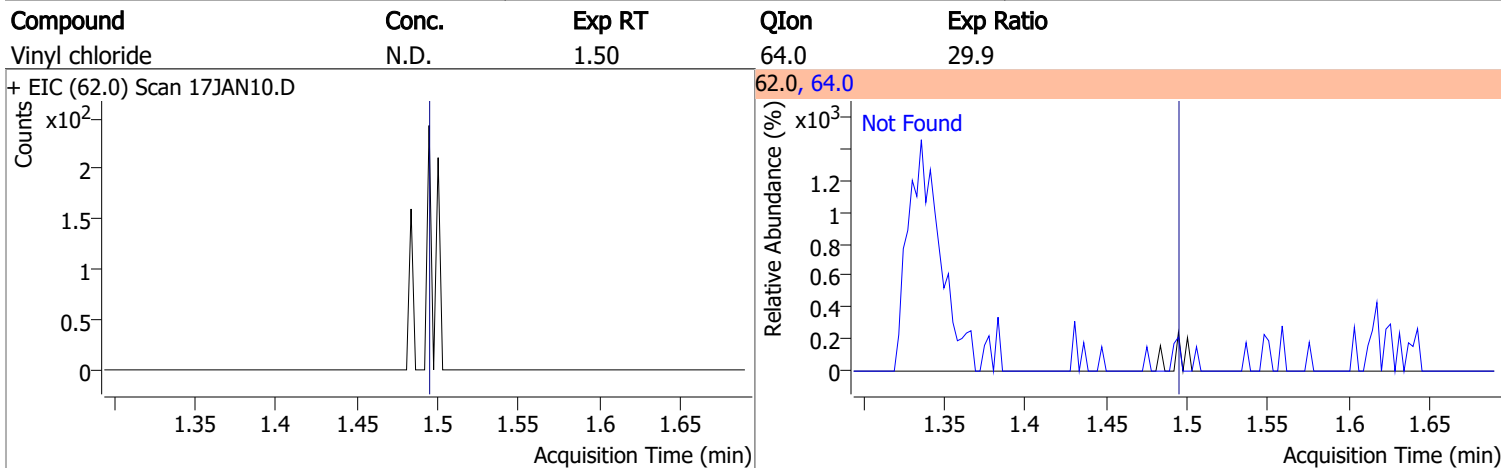 Compound Conc. Exp RT QIon Exp Ratio
Vinyl chloride N.D. 1.50 64.0 29.9
+ EIC (62.0) Scan 17JAN10.D
Counts
x10²
2
1.5
1
0.5
0
1.35 1.4 1.45 1.5 1.55 1.6 1.65
Acquisition Time (min)
62.0, 64.0
Relative Abundance (%)
x10³
Not Found
1.2
1
0.8
0.6
0.4
0.2
0
1.35 1.4 1.45 1.5 1.55 1.6 1.65
Acquisition Time (min)